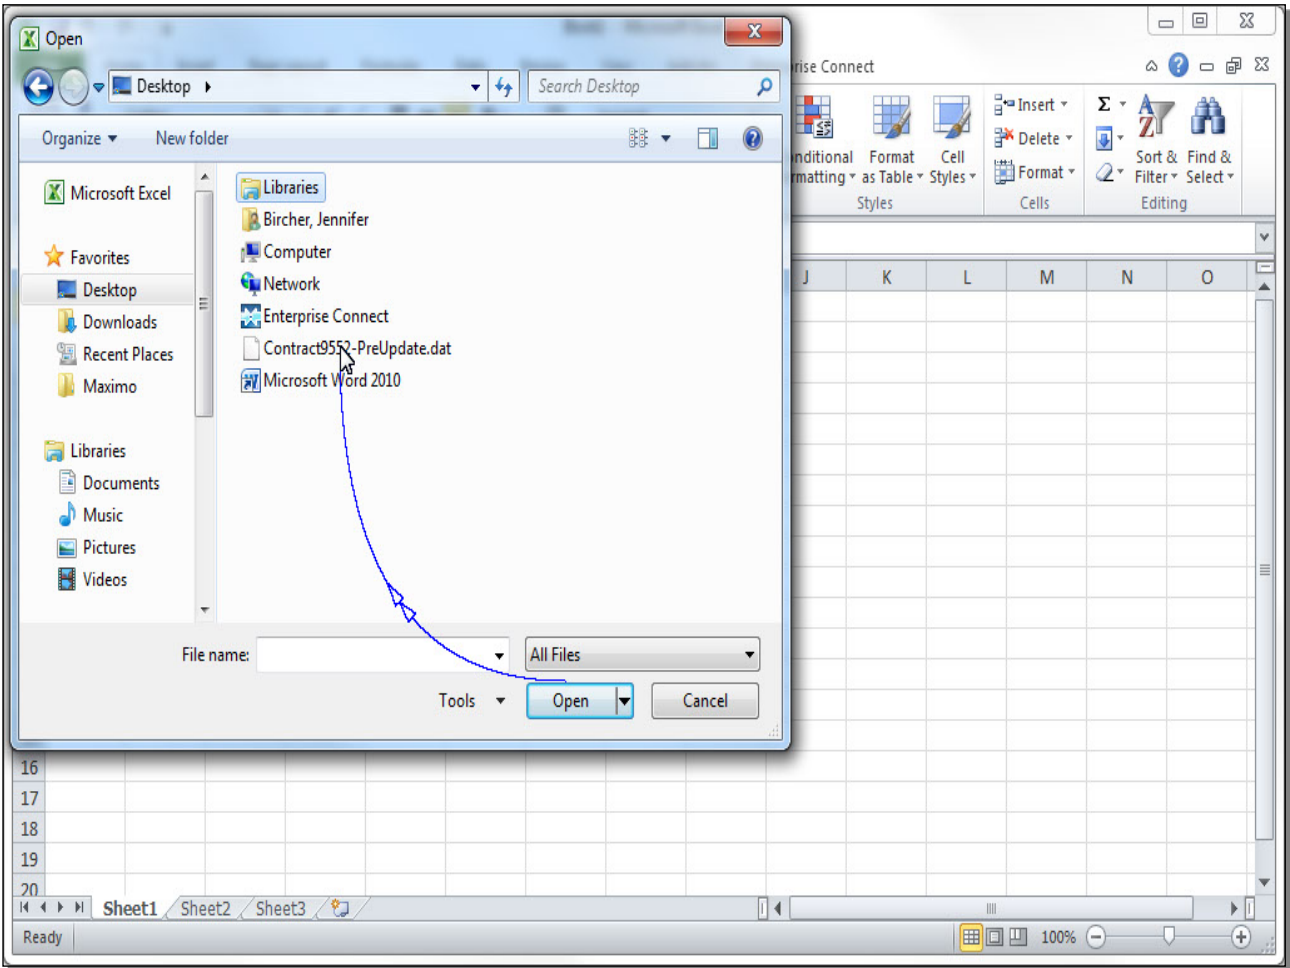 Open
Desktop
Search Desktop
Organize
New folder
Microsoft Excel
Favorites
Desktop
Downloads
Recent Places
Maximo
Libraries
Documents
Music
Pictures
Videos
Libraries
Bircher, Jennifer
Computer
Network
Enterprise Connect
Contract9552-PreUpdate.dat
Microsoft Word 2010
File name:
All Files
Tools
Open
Cancel
rise Connect
nditional
rmatting
Format
as Table
Cell
Styles
Styles
Insert
Delete
Format
Cells
Σ
Sort &
Filter
Find &
Select
Editing
J K L M N O
16
17
18
19
20
Sheet1 Sheet2 Sheet3
Ready
100%